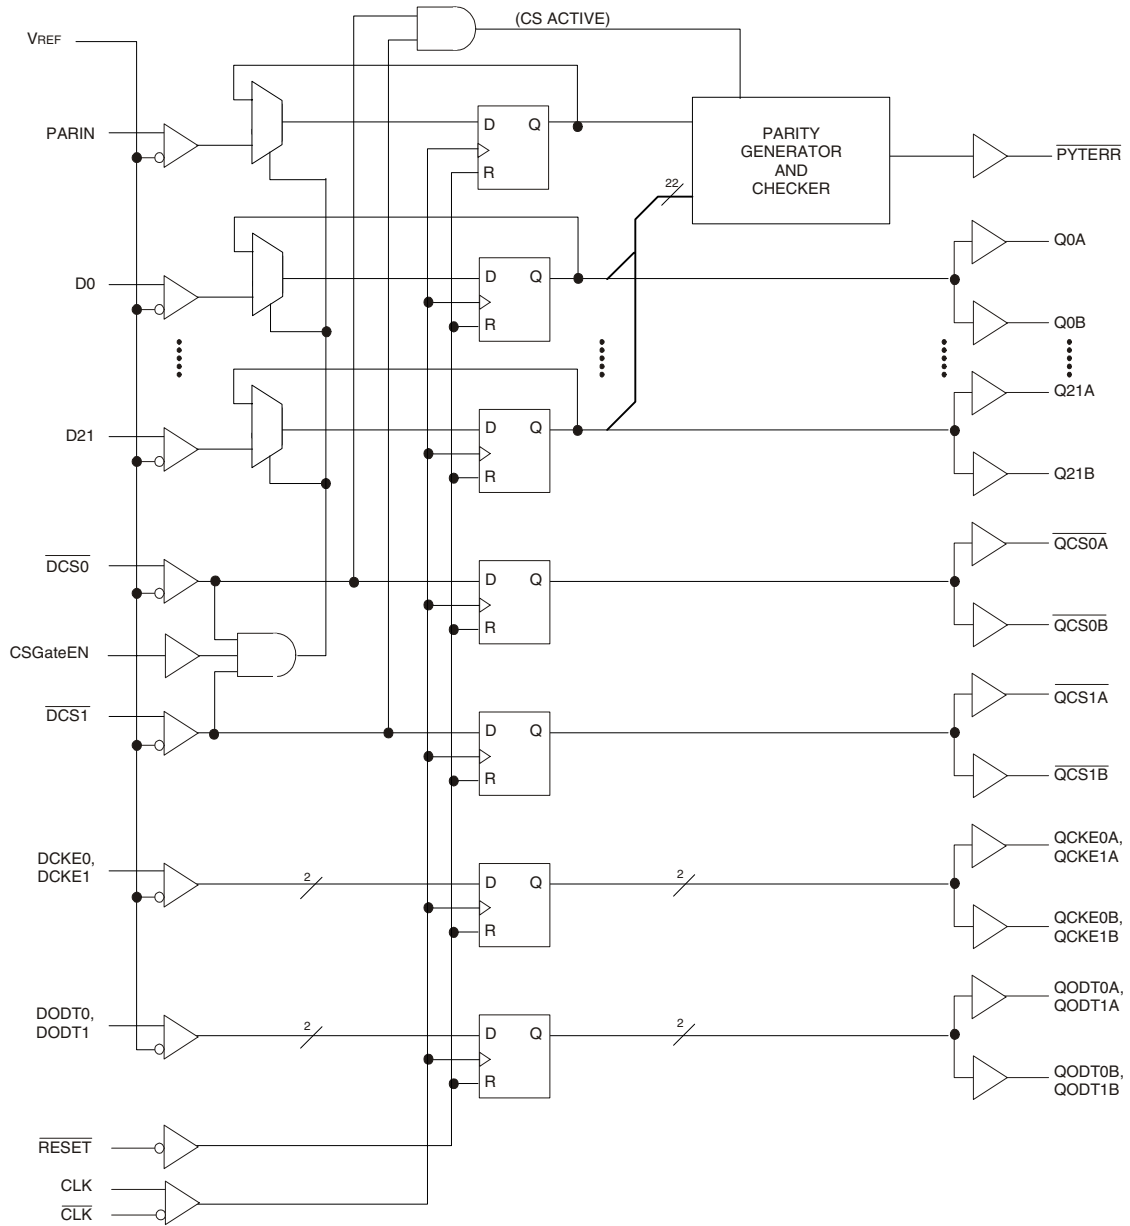 (CS ACTIVE)
VREF
PARIN
D Q
R
PARITY
GENERATOR
AND
CHECKER
PYTERR
22
D0
D Q
R
Q0A
Q0B
D21
D Q
R
Q21A
Q21B
DCS0
D Q
R
QCS0A
QCS0B
CSGateEN
DCS1
D Q
R
QCS1A
QCS1B
DCKE0,
DCKE1
2
D Q
R
2
QCKE0A,
QCKE1A
QCKE0B,
QCKE1B
DODT0,
DODT1
2
D Q
R
2
QODT0A,
QODT1A
QODT0B,
QODT1B
RESET
CLK
CLK